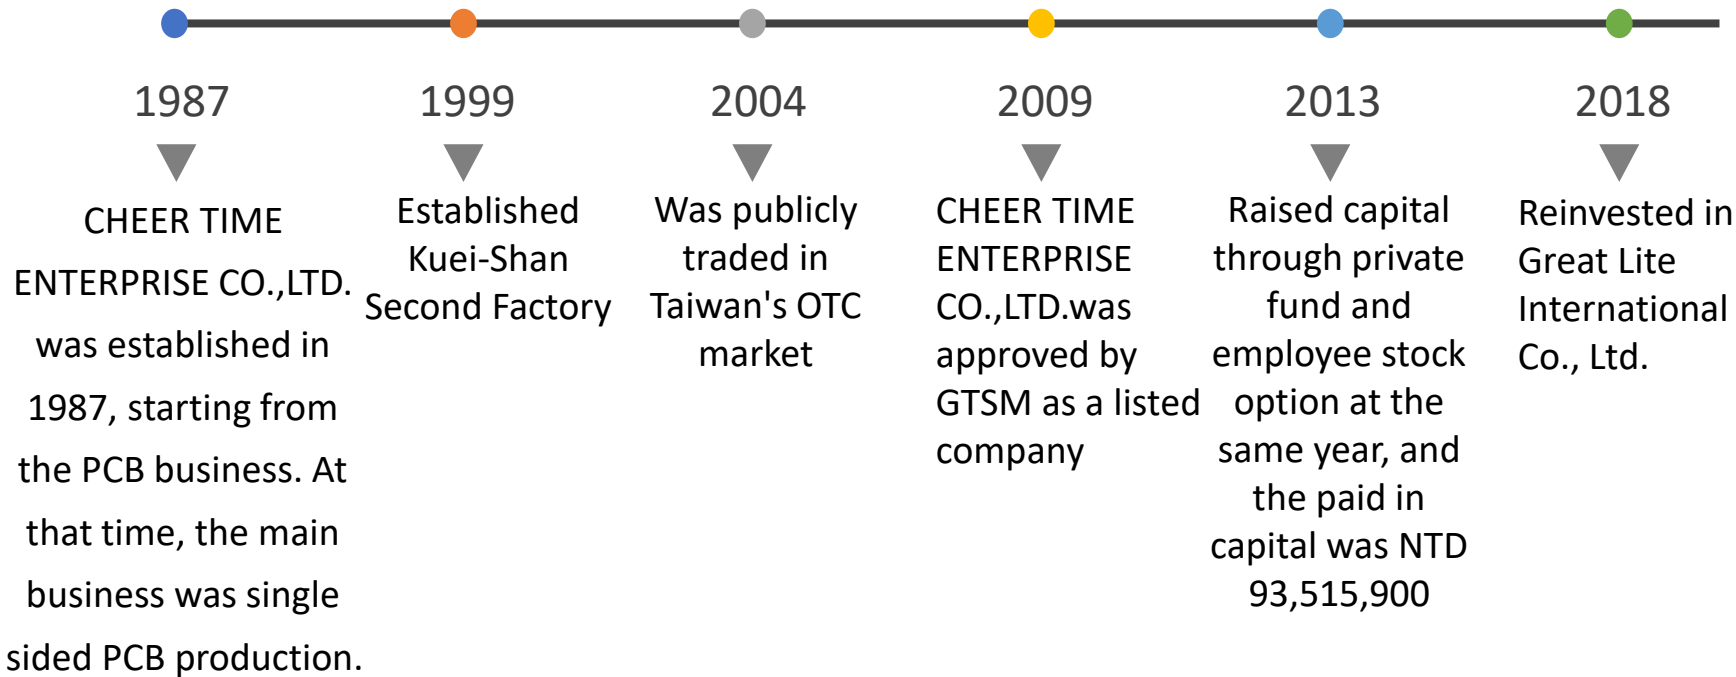 1987
CHEER TIME
ENTERPRISE CO.,LTD.
was established in
1987, starting from
the PCB business. At
that time, the main
business was single
sided PCB production.
1999
Established
Kuei-Shan
Second Factory
2004
Was publicly
traded in
Taiwan's OTC
market
2009
CHEER TIME
ENTERPRISE
CO.,LTD.was
approved by
GTSM as a listed
company
2013
Raised capital
through private
fund and
employee stock
option at the
same year, and
the paid in
capital was NTD
93,515,900
2018
Reinvested in
Great Lite
International
Co., Ltd.